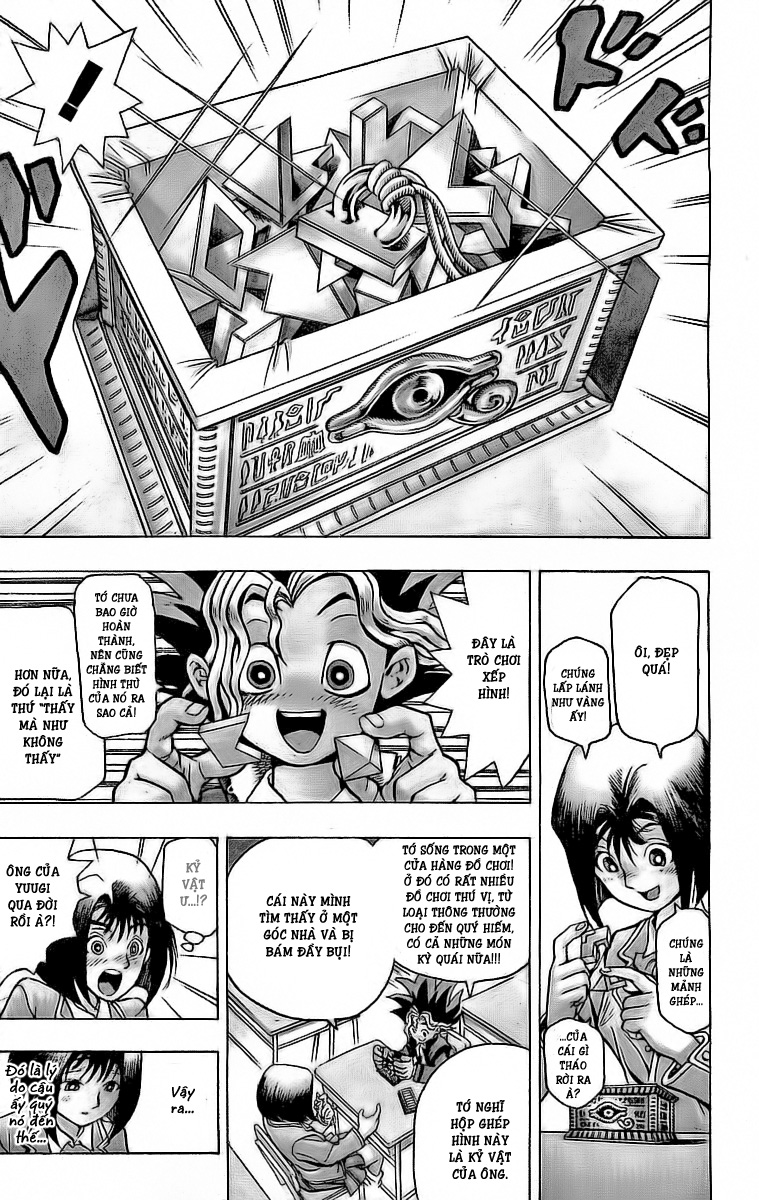 !
ドドドド
ÔI, ĐẸP
QUÁ!
CHÚNG
LẤP LÁNH
NHƯ VÀNG
ẤY!
CHÚNG
LÀ
NHỮNG
MẢNH
GHÉP...
...CỦA
CÁI GÌ
THÁO
RỜI RA
À?
ĐÂY LÀ
TRÒ CHƠI
XẾP
HÌNH!
TỚ CHƯA
BAO GIỜ
HOÀN
THÀNH,
NÊN CŨNG
CHẲNG BIẾT
HÌNH THÙ
CỦA NÓ RA
SAO CẢ!
HƠN NỮA,
ĐÓ LẠI LÀ
THỨ "THẤY
MÀ NHƯ
KHÔNG
THẤY"
TỚ SỐNG TRONG MỘT
CỬA HÀNG ĐỒ CHƠI!
Ở ĐÓ CÓ RẤT NHIỀU
ĐỒ CHƠI THÚ VỊ, TỪ
LOẠI THÔNG THƯỜNG
CHO ĐẾN QUÝ HIẾM,
CÓ CẢ NHỮNG MÓN
KỲ QUÁI NỮA!!!
CÁI NÀY MÌNH
TÌM THẤY Ở MỘT
GÓC NHÀ VÀ BỊ
BÁM ĐẦY BỤI!
TỚ NGHĨ
HỘP GHÉP
HÌNH NÀY
LÀ KỶ VẬT
CỦA ÔNG.
KỶ
VẬT
Ư...!?
ÔNG CỦA
YUUGI
QUA ĐỜI
RỒI À?!
Vậy
ra...
Đó là lý
do cậu
ấy quý
nó đến
thế...